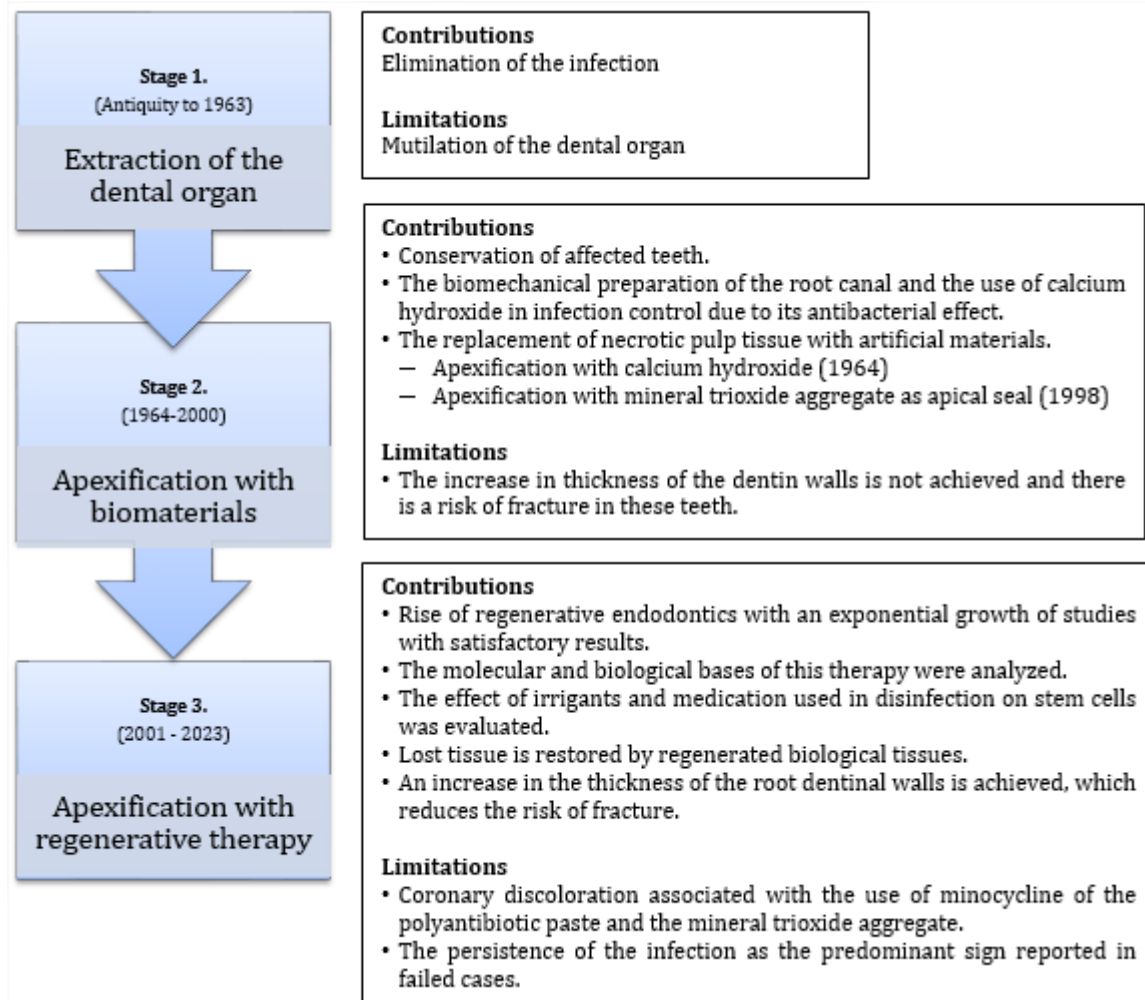 Stage 1.
(Antiquity to 1963)
Extraction of the
dental organ
Contributions
Elimination of the infection
Limitations
Mutilation of the dental organ
Stage 2.
(1964-2000)
Apexification with
biomaterials
Contributions
• Conservation of affected teeth.
• The biomechanical preparation of the root canal and the use of calcium
hydroxide in infection control due to its antibacterial effect.
• The replacement of necrotic pulp tissue with artificial materials.
– Apexification with calcium hydroxide (1964)
– Apexification with mineral trioxide aggregate as apical seal (1998)
Limitations
• The increase in thickness of the dentin walls is not achieved and there
is a risk of fracture in these teeth.
Stage 3.
(2001 - 2023)
Apexification with
regenerative therapy
Contributions
• Rise of regenerative endodontics with an exponential growth of studies
with satisfactory results.
• The molecular and biological bases of this therapy were analyzed.
• The effect of irrigants and medication used in disinfection on stem cells
was evaluated.
• Lost tissue is restored by regenerated biological tissues.
• An increase in the thickness of the root dentinal walls is achieved, which
reduces the risk of fracture.
Limitations
• Coronary discoloration associated with the use of minocycline of the
polyantibiotic paste and the mineral trioxide aggregate.
• The persistence of the infection as the predominant sign reported in
failed cases.